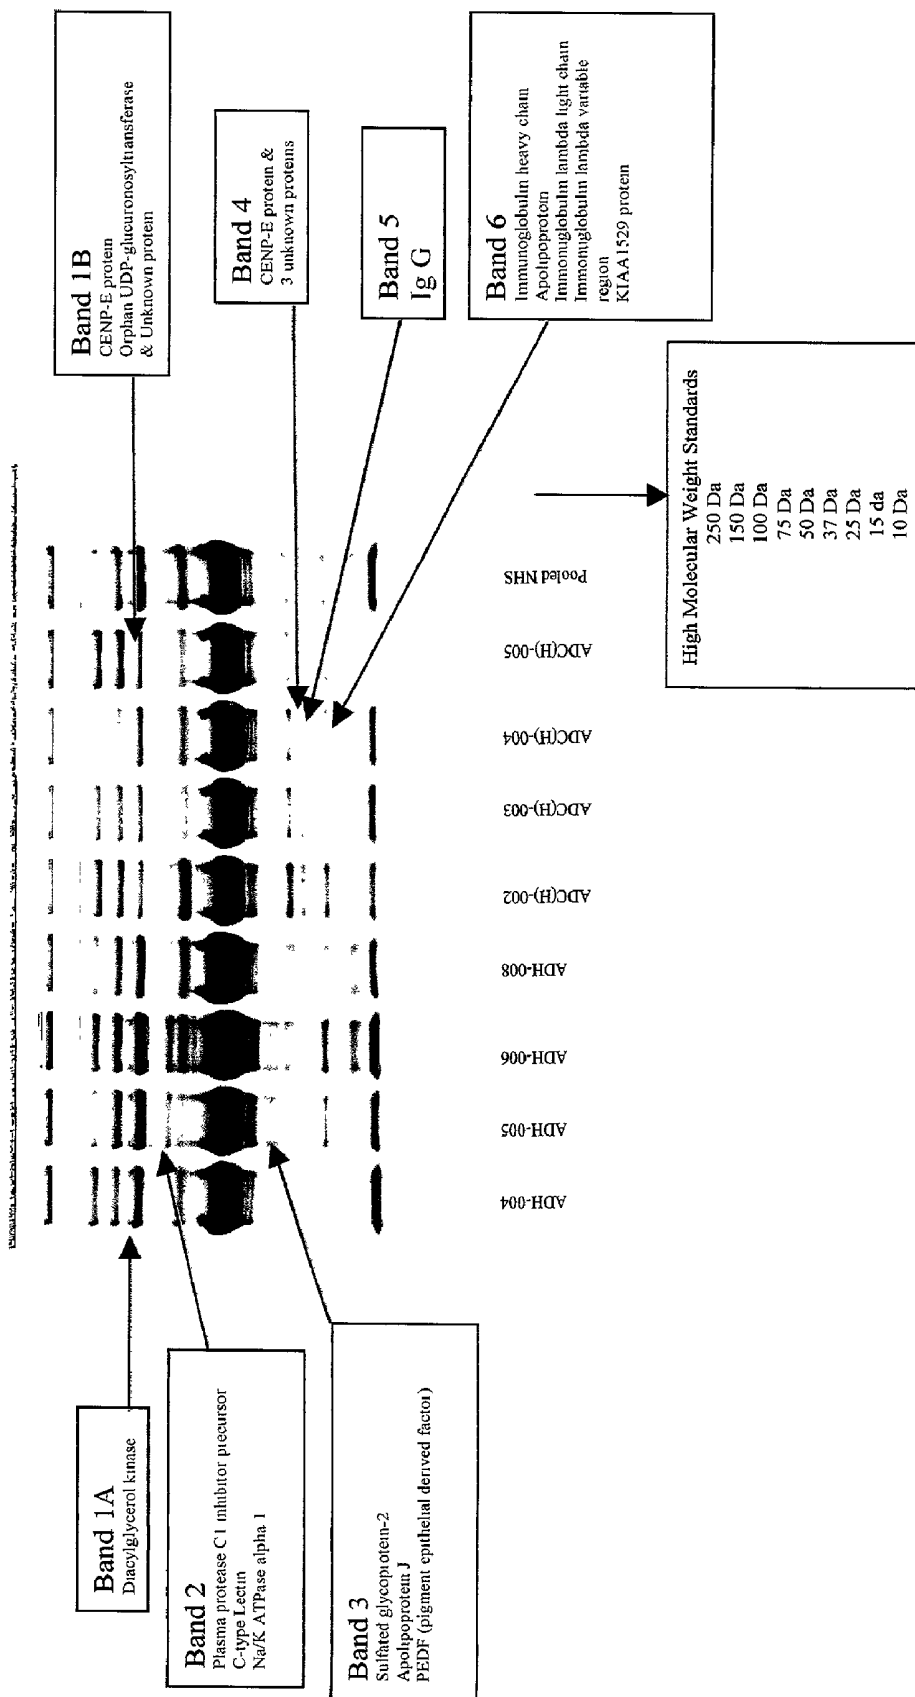 Band 1B
CENP-E protein
Orphan UDP-glucuronosyltransferase
& Unknown protein
Band 4
CENP-E protein &
3 unknown proteins
Band 5
Ig G
Band 6
Immunoglobulin heavy chain
Apolipoprotein
Immonuglobulin lambda light chain
Immonuglobulin lambda variable
region
KIAA1529 protein
Pooled NHS
ADC(H)-005
ADC(H)-004
ADC(H)-003
ADC(H)-002
ADH-008
ADH-006
ADH-005
ADH-004
High Molecular Weight Standards
250 Da
150 Da
100 Da
75 Da
50 Da
37 Da
25 Da
15 da
10 Da
Band 1A
Diacylglycerol kinase
Band 2
Plasma protease C1 inhibitor precursor
C-type Lectin
Na/K ATPase alpha 1
Band 3
Sulfated glycoprotein-2
Apolipoprotein J
PEDF (pigment epithelial derived factor)